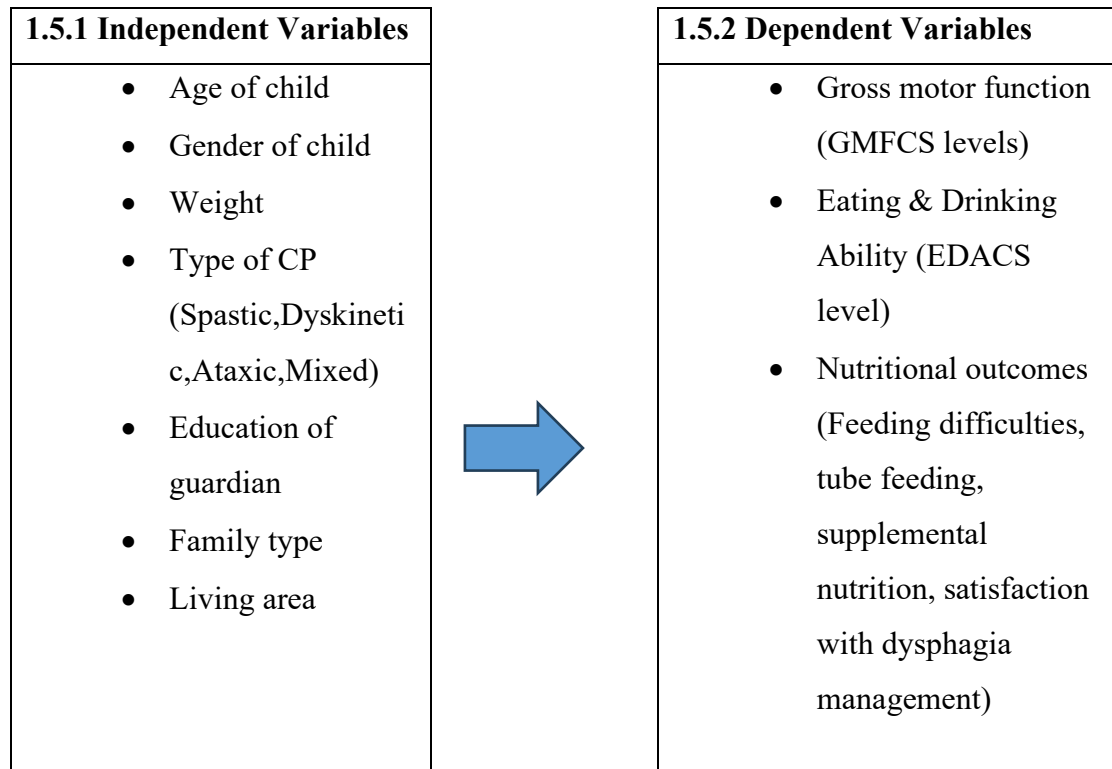 1.5.1 Independent Variables
• Age of child
• Gender of child
• Weight
• Type of CP
(Spastic,Dyskineti
c,Ataxic,Mixed)
• Education of
guardian
• Family type
• Living area
1.5.2 Dependent Variables
• Gross motor function
(GMFCS levels)
• Eating & Drinking
Ability (EDACS
level)
• Nutritional outcomes
(Feeding difficulties,
tube feeding,
supplemental
nutrition, satisfaction
with dysphagia
management)